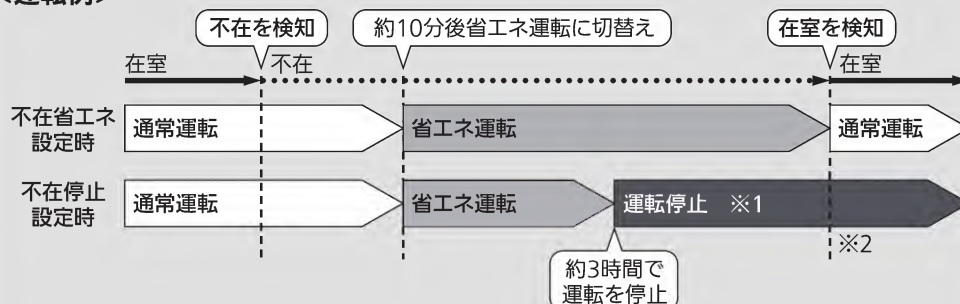 <運転例>
不在を検知
約10分後省エネ運転に切替え
在室を検知
在室
不在
在室
不在省エネ
設定時
通常運転
省エネ運転
通常運転
不在停止
設定時
通常運転
省エネ運転
運転停止 ※1
※2
約3時間で
運転を停止